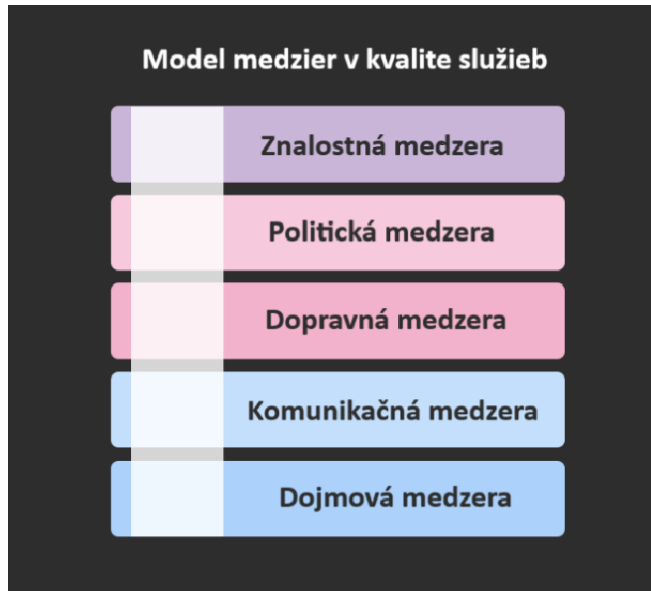 Model medzier v kvalite služieb
Znalostná medzera
Politická medzera
Dopravná medzera
Komunikačná medzera
Dojmová medzera